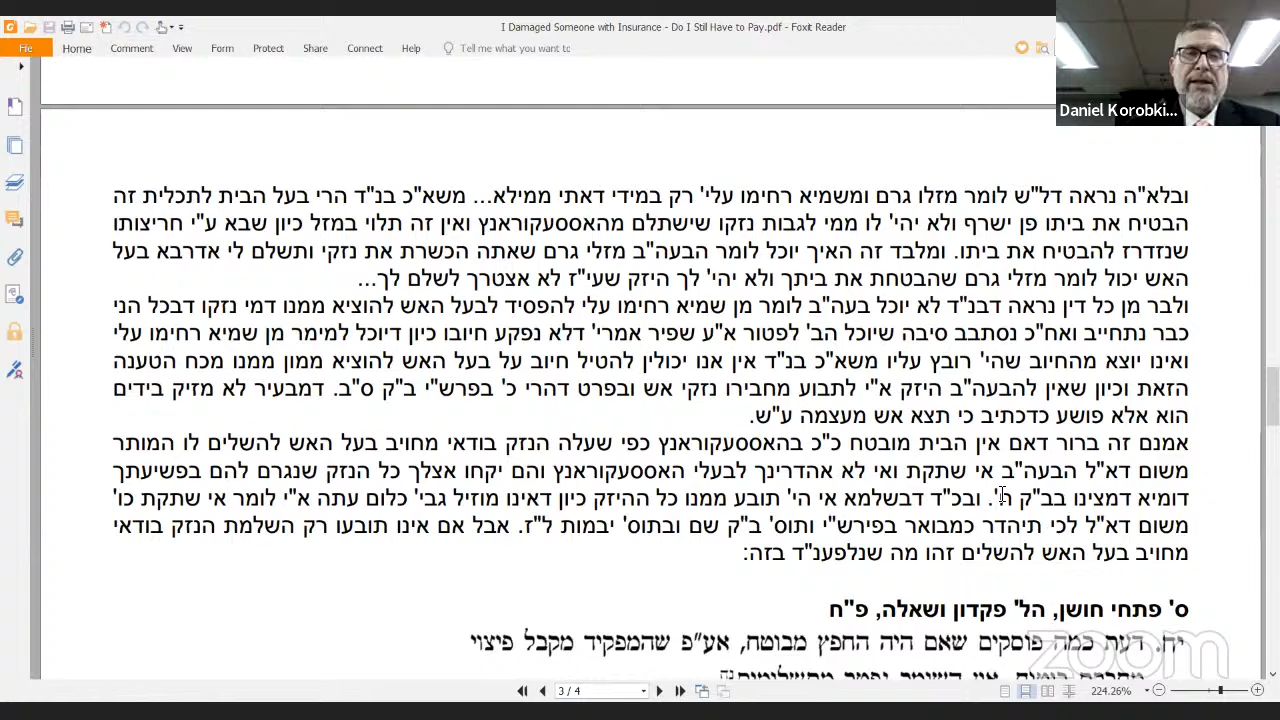 I Damaged Someone with Insurance - Do I Still Have to Pay.pdf - Foxit Reader
File Home Comment View Form Protect Share Connect Help Tell me what you want to
Daniel Korobki...
ובלא"ה נראה דל"ש לומר מזלו גרם ומשמיא רחימו עלי' רק במידי דאתי ממילא... משא"כ בנ"ד הרי בעל הבית לתכלית זה
הבטיח את ביתו פן ישרף ולא יהי' לו ממי לגבות נזקו שישתלם מהאססעקוראנץ ואין זה תלוי במזל כיון שבא ע"י חריצותו
שנזדרז להבטיח את ביתו. ומלבד זה האיך יוכל לומר הבעה"ב מזלי גרם שאתה הכשרת את נזקי ותשלם לי אדרבא בעל
האש יכול לומר מזלי גרם שהבטחת את ביתך ולא יהי' לך היזק שעי"ז לא אצטרך לשלם לך...
ולבר מן כל דין נראה דבנ"ד לא יוכל בעה"ב לומר מן שמיא רחימו עלי להפסיד לבעל האש להוציא ממנו דמי נזקו דבכל הני
כבר נתחייב ואח"כ נסתבב סיבה שיוכל הב' לפטור א"ע שפיר אמרי' דלא נפקע חיובו כיון דיוכל למימר מן שמיא רחימו עלי
ואינו יוצא מהחיוב שהי' רובץ עליו משא"כ בנ"ד אין אנו יכולין להטיל חיוב על בעל האש להוציא ממון ממנו מכח הטענה
הזאת וכיון שאין להבעה"ב היזק א"י לתבוע מחבירו נזקי אש ובפרט דהרי כ' בפרש"י ב"ק ס"ב. דמבעיר לא מזיק בידים
הוא אלא פושע כדכתיב כי תצא אש מעצמה ע"ש.
אמנם זה ברור דאם אין הבית מובטח כ"כ בהאססעקוראנץ כפי שעלה הנזק בודאי מחויב בעל האש להשלים לו המותר
משום דא"ל הבעה"ב אי שתקת ואי לא אהדרינך לבעלי האססעקוראנץ והם יקחו אצלך כל הנזק שנגרם להם בפשיעתך
דומיא דמצינו בב"ק ח'. ובכ"ד דבשלמא אי הי' תובע ממנו כל ההיזק כיון דאינו מוזיל גבי' כלום עתה א"י לומר אי שתקת כו'
משום דא"ל לכי תיהדר כמבואר בפירש"י ותוס' ב"ק שם ובתוס' יבמות ל"ז. אבל אם אינו תובעו רק השלמת הנזק בודאי
מחויב בעל האש להשלים זהו מה שנלפענ"ד בזה:
ס' פתחי חושן, הל' פקדון ושאלה, פ"ח
יח. דעת כמה פוסקים שאם היה החפץ מבוטח, אע"פ שהמפקיד מקבל פיצוי
zoom
3 / 4
224.26%